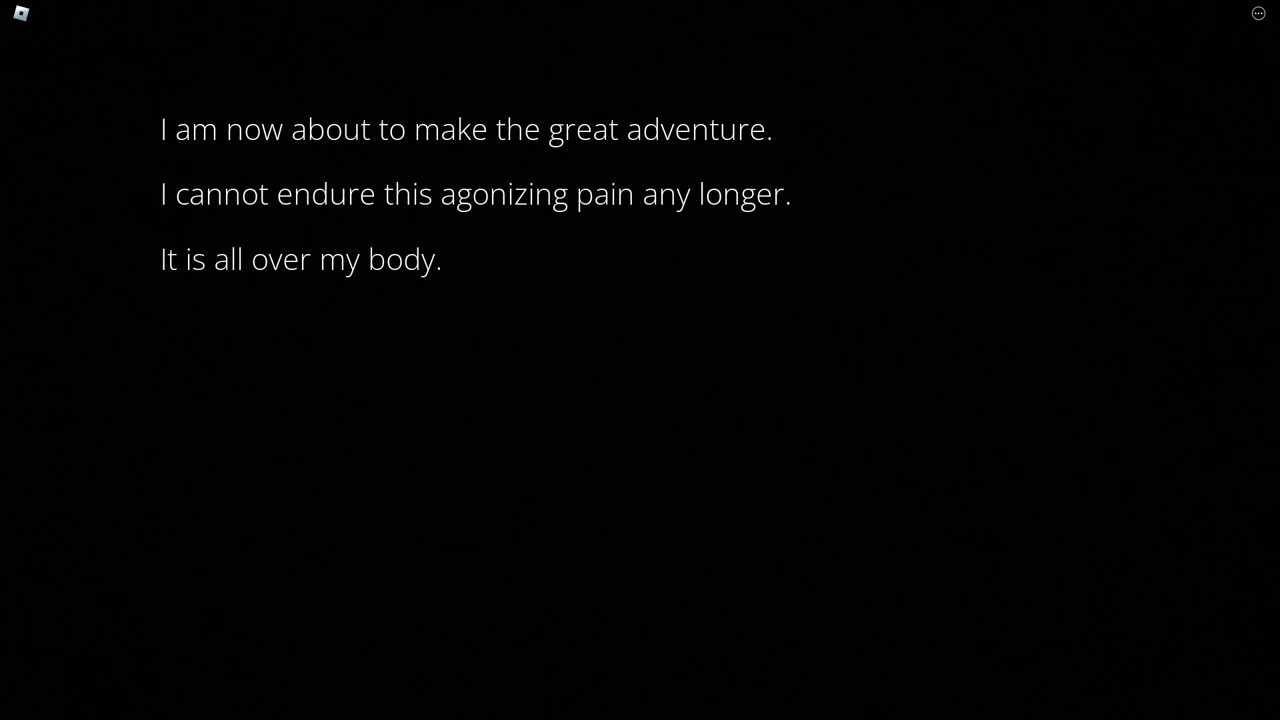 I am now about to make the great adventure.
I cannot endure this agonizing pain any longer.
It is all over my body.